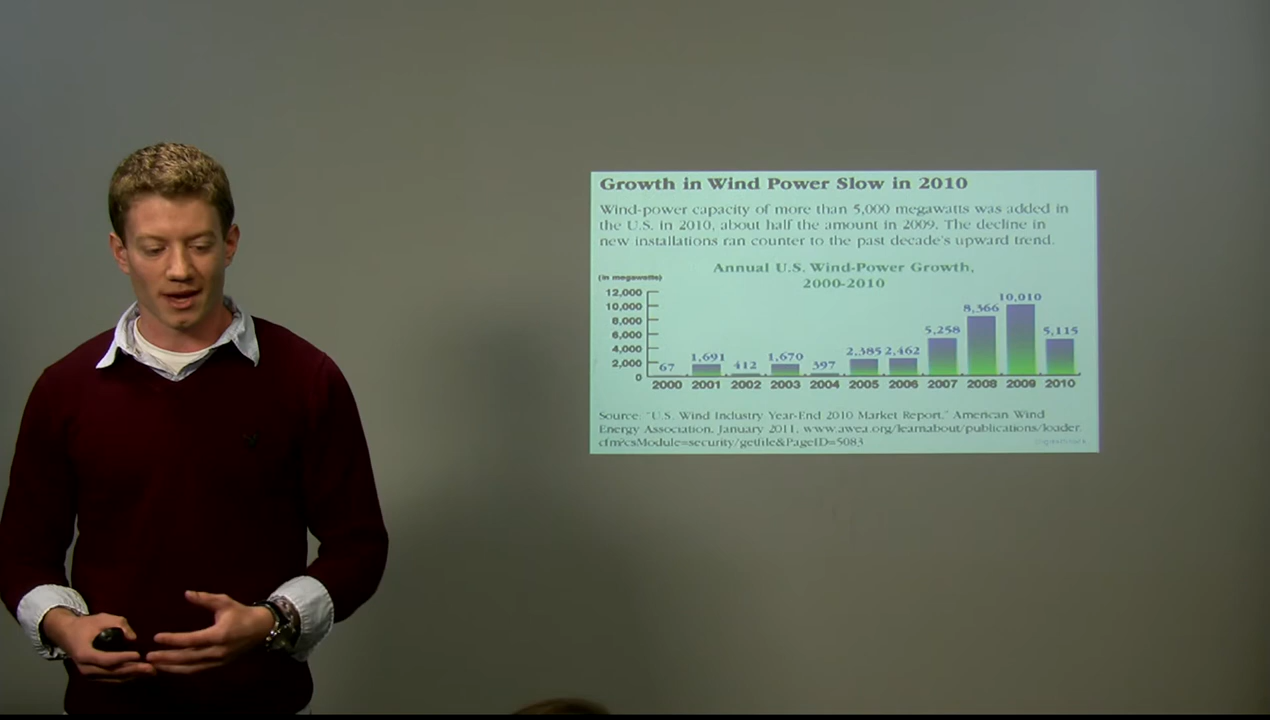 Growth in Wind Power Slow in 2010
Wind-power capacity of more than 5,000 megawatts was added in
the U.S. in 2010, about half the amount in 2009. The decline in
new installations ran counter to the past decade's upward trend.
Annual U.S. Wind-Power Growth,
2000-2010
(in megawatts)
12,000
10,000
8,000
6,000
4,000
2,000
0
67 1,691 412 1,670 397 2,385 2,462 5,258 8,366 10,010 5,115
2000 2001 2002 2003 2004 2005 2006 2007 2008 2009 2010
Source: "U.S. Wind Industry Year-End 2010 Market Report," American Wind
Energy Association, January 2011, www.awea.org/learnabout/publications/loader.
cfm?csModule=security/getfile&PageID=5083